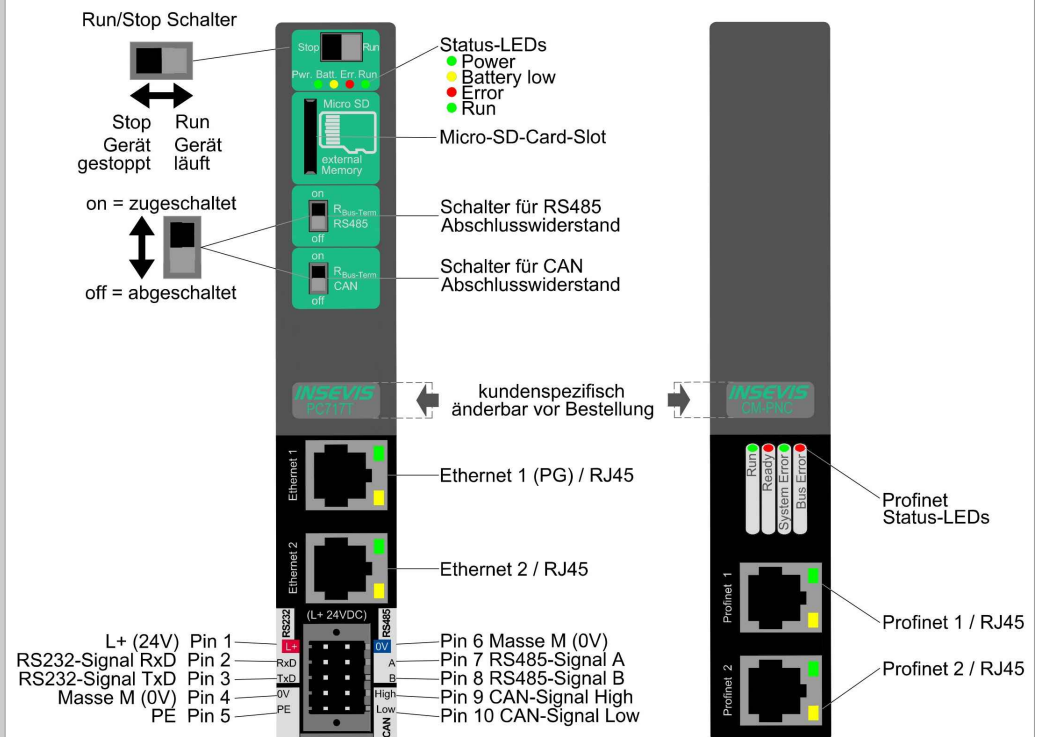 Run/Stop Schalter
Stop
Gerät
gestoppt
Run
Gerät
läuft
on = zugeschaltet
off = abgeschaltet
Stop
Run
Pwr. Batt. Err. Run
Micro SD
external
Memory
on
RBus-Term
RS485
off
on
RBus-Term
CAN
off
Status-LEDs
Power
Battery low
Error
Run
Micro-SD-Card-Slot
Schalter für RS485
Abschlusswiderstand
Schalter für CAN
Abschlusswiderstand
INSEVIS
PC717T
kundenspezifisch
änderbar vor Bestellung
INSEVIS
CM-PNC
Ethernet 1
Ethernet 1 (PG) / RJ45
Ethernet 2
Ethernet 2 / RJ45
RS232
(L+ 24VDC)
RS485
L+
0V
RxD
A
TxD
B
0V
High
PE
Low
CAN
L+ (24V) Pin 1
RS232-Signal RxD Pin 2
RS232-Signal TxD Pin 3
Masse M (0V) Pin 4
PE Pin 5
Pin 6 Masse M (0V)
Pin 7 RS485-Signal A
Pin 8 RS485-Signal B
Pin 9 CAN-Signal High
Pin 10 CAN-Signal Low
Run
Ready
System Error
Bus Error
Profinet
Status-LEDs
Profinet 1
Profinet 1 / RJ45
Profinet 2
Profinet 2 / RJ45